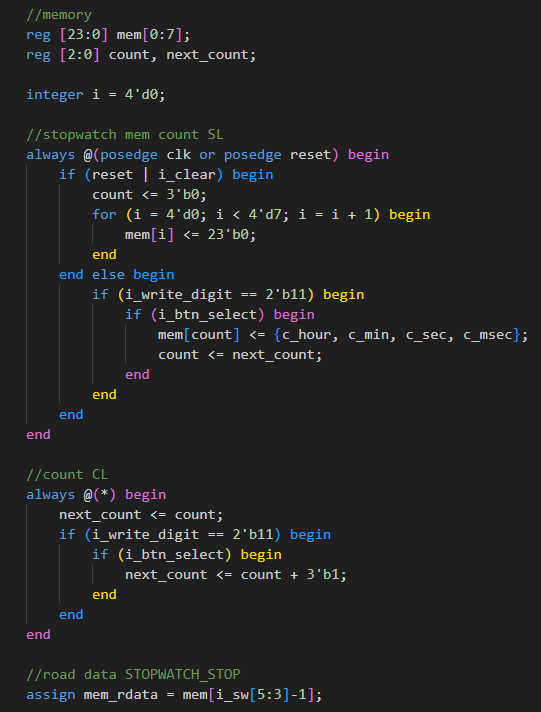 //memory
reg [23:0] mem[0:7];
reg [2:0] count, next_count;

integer i = 4'd0;

//stopwatch mem count SL
always @(posedge clk or posedge reset) begin
    if (reset | i_clear) begin
        count <= 3'b0;
        for (i = 4'd0; i < 4'd7; i = i + 1) begin
            mem[i] <= 23'b0;
        end
    end else begin
        if (i_write_digit == 2'b11) begin
            if (i_btn_select) begin
                mem[count] <= {c_hour, c_min, c_sec, c_msec};
                count <= next_count;
            end
        end
    end
end

//count CL
always @(*) begin
    next_count <= count;
    if (i_write_digit == 2'b11) begin
        if (i_btn_select) begin
            next_count <= count + 3'b1;
        end
    end
end

//road data STOPWATCH_STOP
assign mem_rdata = mem[i_sw[5:3]-1];